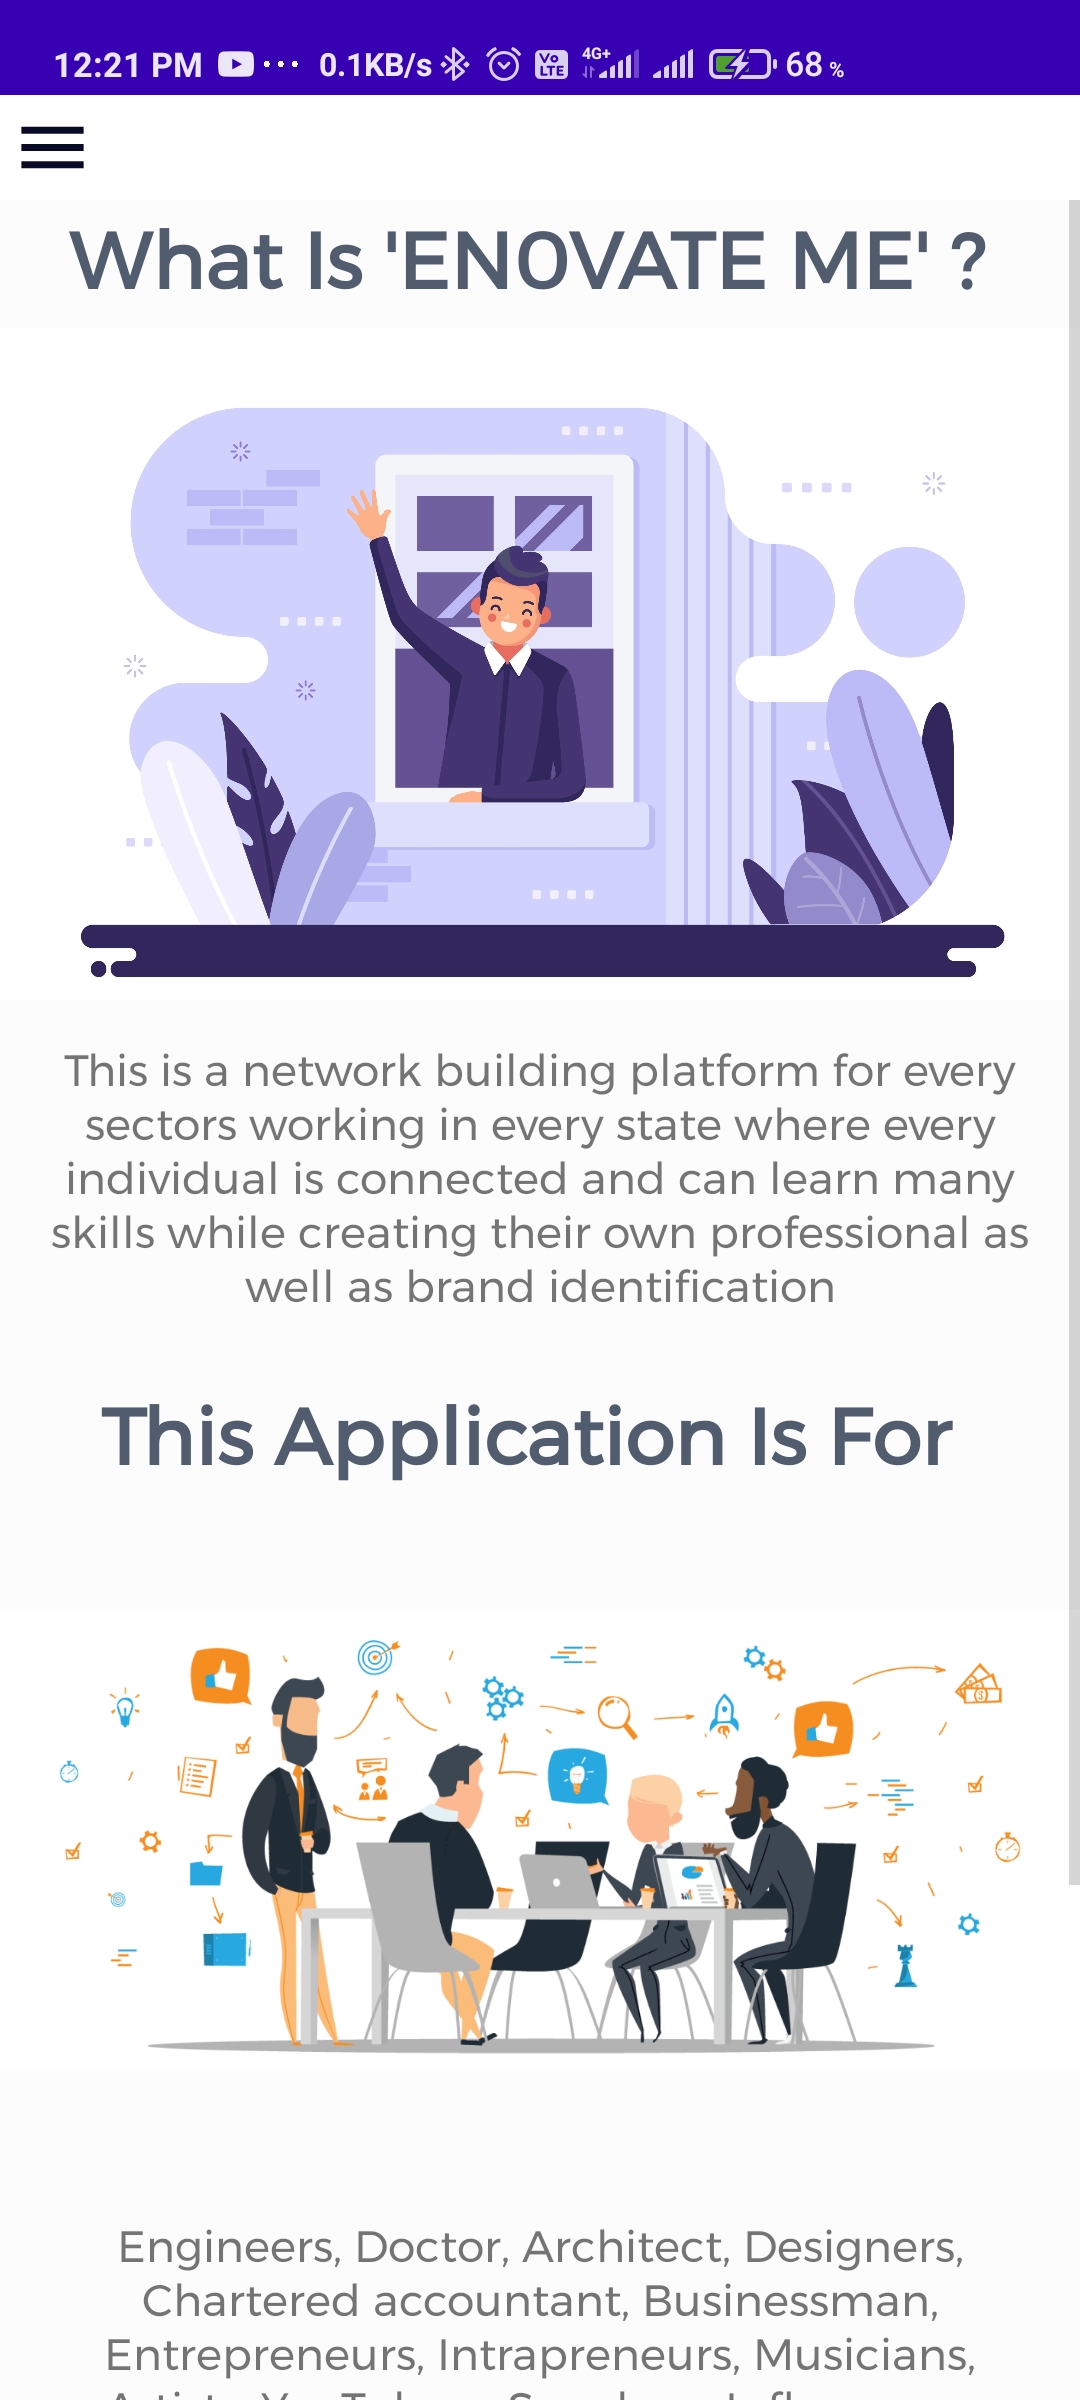 12:21 PM ... 0.1KB/s Vo LTE 4G+ 68 %
What Is 'ENOVATE ME' ?
This is a network building platform for every
sectors working in every state where every
individual is connected and can learn many
skills while creating their own professional as
well as brand identification
This Application Is For
Engineers, Doctor, Architect, Designers,
Chartered accountant, Businessman,
Entrepreneurs, Intrapreneurs, Musicians,